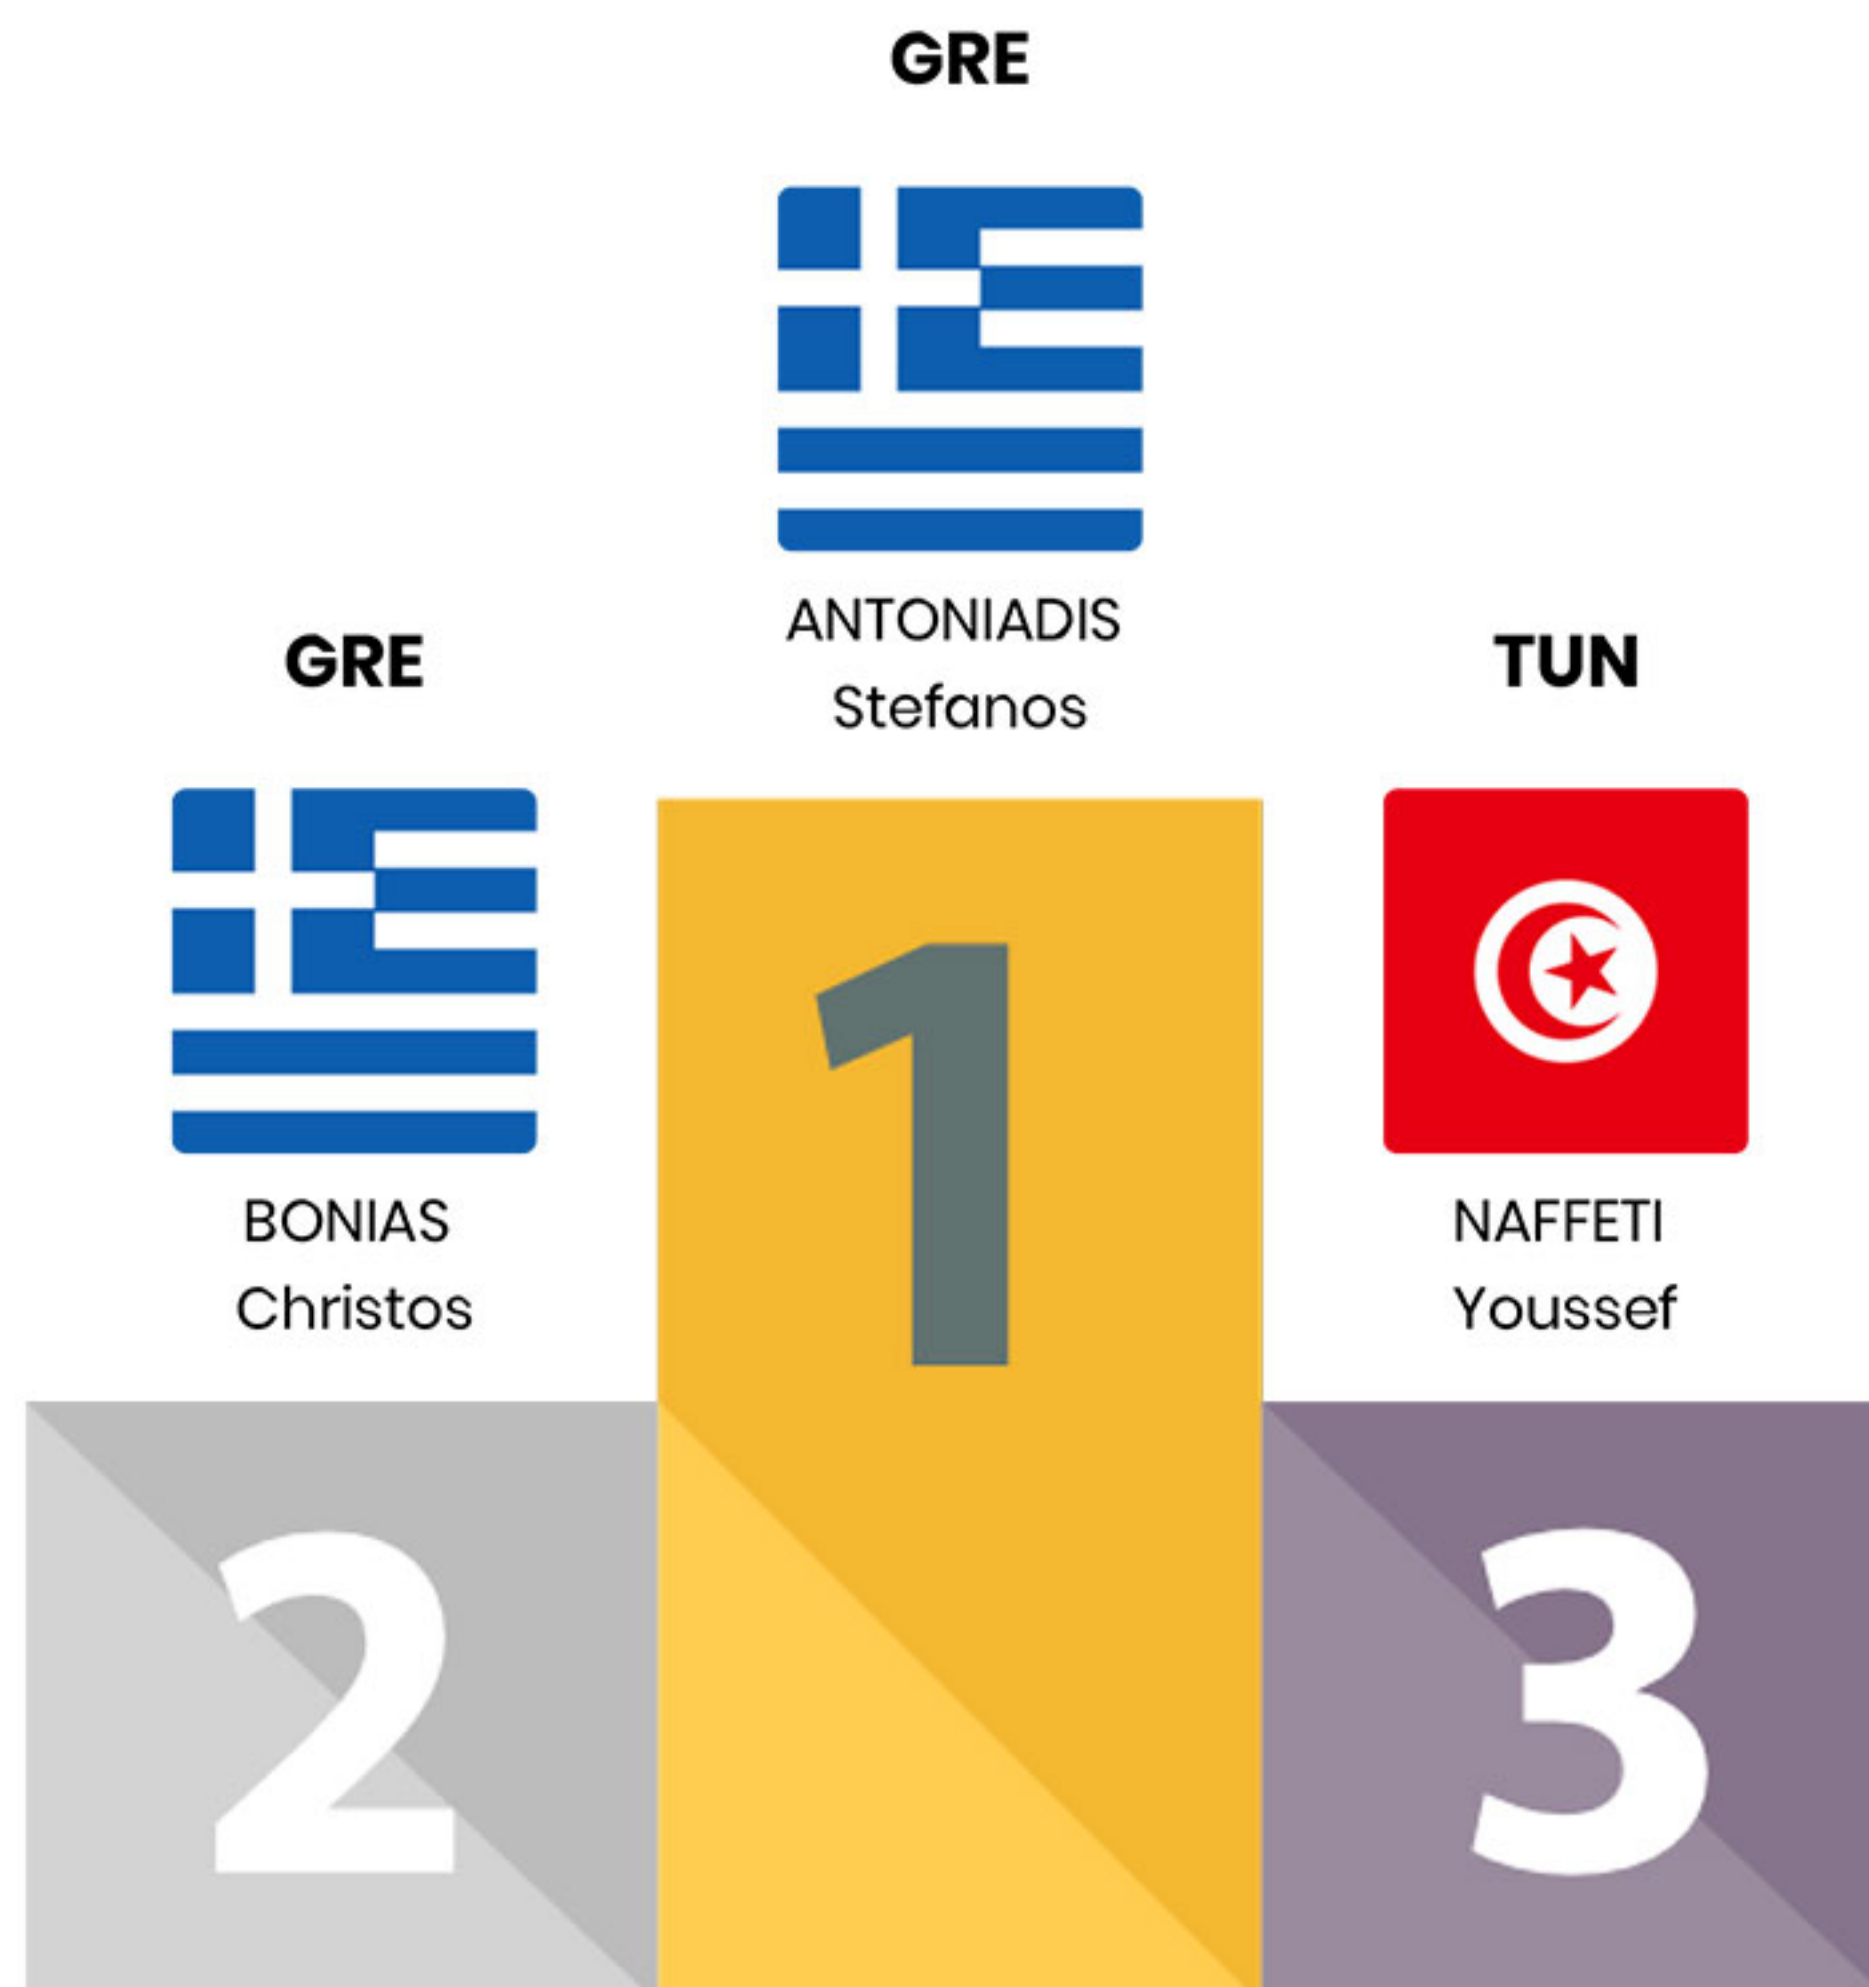 GRE
ANTONIADIS
Stefanos
GRE
BONIAS
Christos
TUN
NAFFETI
Youssef
1
2
3